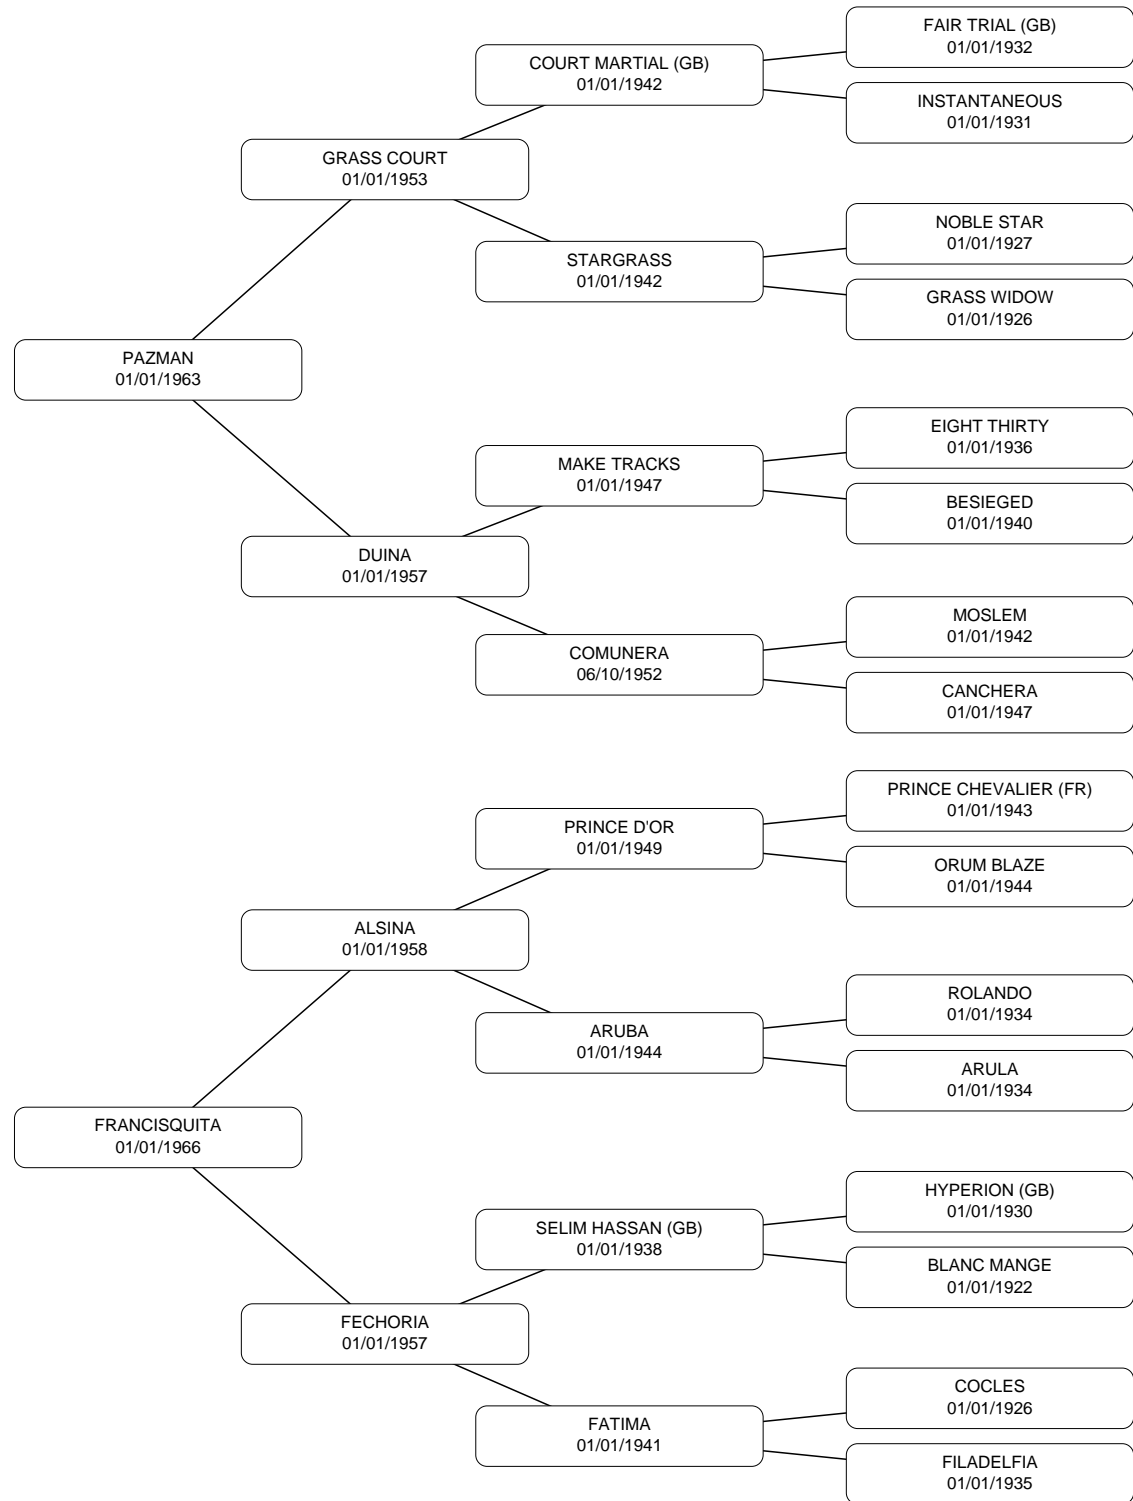 FAIR TRIAL (GB)
01/01/1932
COURT MARTIAL (GB)
01/01/1942
INSTANTANEOUS
01/01/1931
GRASS COURT
01/01/1953
NOBLE STAR
01/01/1927
STARGRASS
01/01/1942
GRASS WIDOW
01/01/1926
PAZMAN
01/01/1963
EIGHT THIRTY
01/01/1936
MAKE TRACKS
01/01/1947
BESIEGED
01/01/1940
DUINA
01/01/1957
MOSLEM
01/01/1942
COMUNERA
06/10/1952
CANCHERA
01/01/1947
PRINCE CHEVALIER (FR)
01/01/1943
PRINCE D'OR
01/01/1949
ORUM BLAZE
01/01/1944
ALSINA
01/01/1958
ROLANDO
01/01/1934
ARUBA
01/01/1944
ARULA
01/01/1934
FRANCISQUITA
01/01/1966
HYPERION (GB)
01/01/1930
SELIM HASSAN (GB)
01/01/1938
BLANC MANGE
01/01/1922
FECHORIA
01/01/1957
COCLES
01/01/1926
FATIMA
01/01/1941
FILADELFIA
01/01/1935